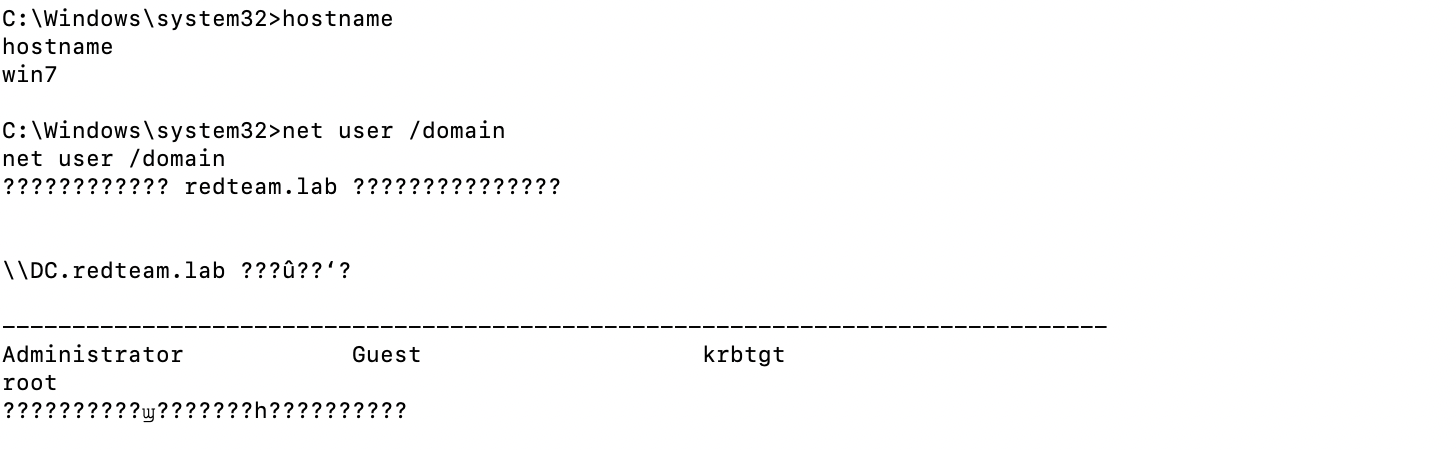 C:\Windows\system32>hostname
hostname
win7
C:\Windows\system32>net user /domain
net user /domain
???????????? redteam.lab ???????????????
\\DC.redteam.lab ???û??‘?
-------------------------------------------------------------------------------
Administrator            Guest                    krbtgt
root
??????????ɰ???????h??????????